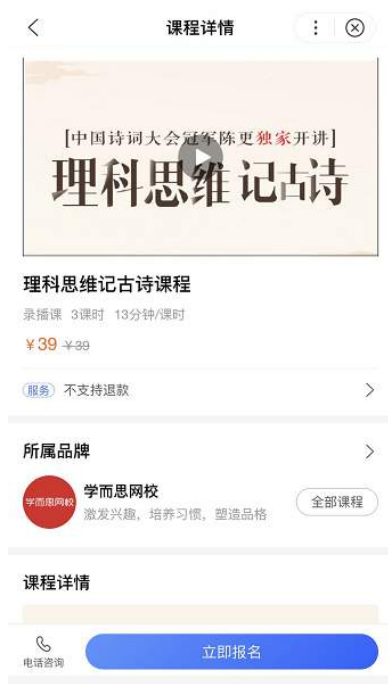 课程详情
[中国诗词大会冠军陈更独家开讲]
理科思维记古诗
理科思维记古诗课程
录播课 3课时 13分钟/课时
¥39 ¥39
服务 不支持退款
所属品牌
学而思网校
学而思网校
激发兴趣，培养习惯，塑造品格
全部课程
课程详情
电话咨询
立即报名